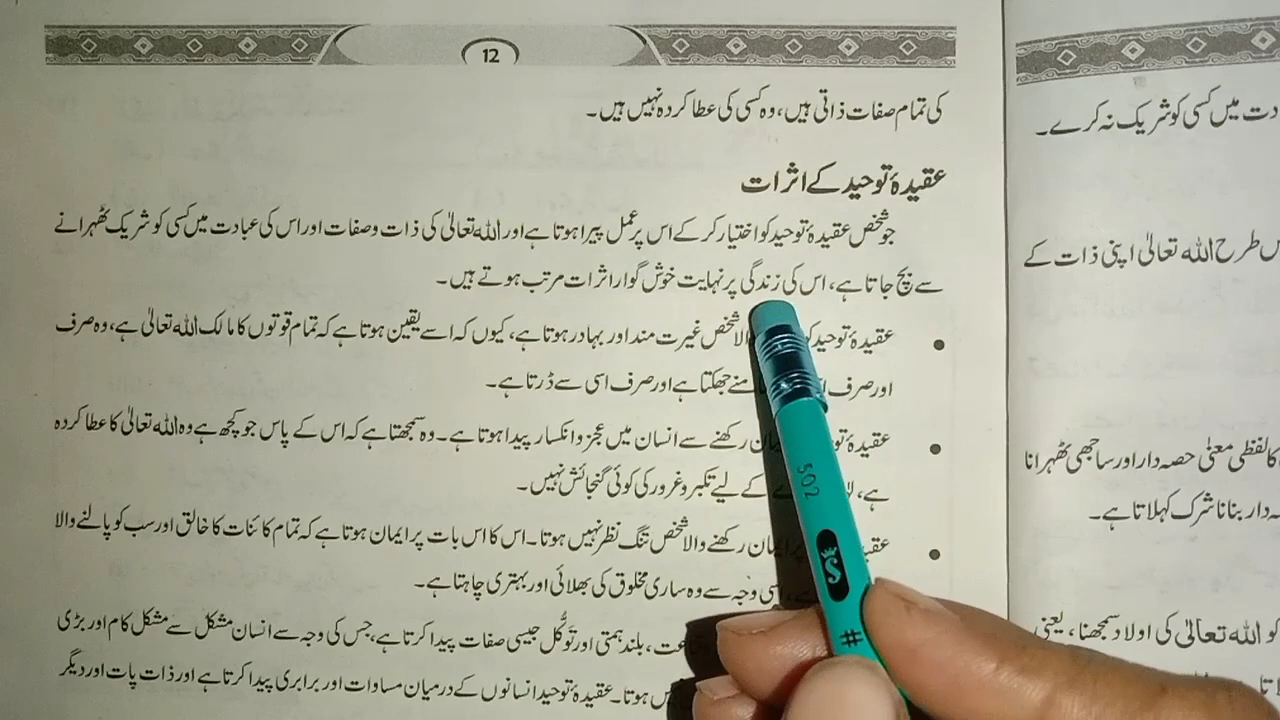 12
کی تمام صفات ذاتی ہیں، وہ کسی کی عطا کردہ نہیں ہیں۔
عقیدۂ توحید کے اثرات
جو شخص عقیدۂ توحید کو اختیار کر کے اس پر عمل پیرا ہوتا ہے اور اللہ تعالیٰ کی ذات و صفات اور اس کی عبادت میں کسی کو شریک ٹھہرانے
سے بچ جاتا ہے، اس کی زندگی پر نہایت خوش گوار اثرات مرتب ہوتے ہیں۔
عقیدۂ توحید شخص غیرت مند اور بہادر ہوتا ہے، کیوں کہ اسے یقین ہوتا ہے کہ تمام قوتوں کا مالک اللہ تعالیٰ ہے، وہ صرف
اور صرف جھکتا ہے اور صرف اسی سے ڈرتا ہے۔
عقیدۂ رکھنے سے انسان میں عجز و انکسار پیدا ہوتا ہے۔ وہ سمجھتا ہے کہ اس کے پاس جو کچھ ہے وہ اللہ تعالیٰ کا عطا کردہ
ہے، کے لیے تکبر و غرور کی کوئی گنجائش نہیں۔
رکھنے والا شخص تنگ نظر نہیں ہوتا۔ اس کا اس بات پر ایمان ہوتا ہے کہ تمام کائنات کا خالق اور سب کو پالنے والا
اسی وجہ سے وہ ساری مخلوق کی بھلائی اور بہتری چاہتا ہے۔
، بلند ہمتی اور توکُّل جیسی صفات پیدا کرتا ہے، جس کی وجہ سے انسان مشکل سے مشکل کام اور بڑی
ہوتا۔ عقیدۂ توحید انسانوں کے درمیان مساوات اور برابری پیدا کرتا ہے اور ذات پات اور دیگر
میں کسی کو شریک نہ کرے۔
طرح اللہ تعالیٰ اپنی ذات کے
کا لفظی معنیٰ حصہ دار اور ساجھی ٹھہرانا
دار بنانا شرک کہلاتا ہے۔
کو اللہ تعالیٰ کی اولاد سمجھنا، یعنی
502
S
#